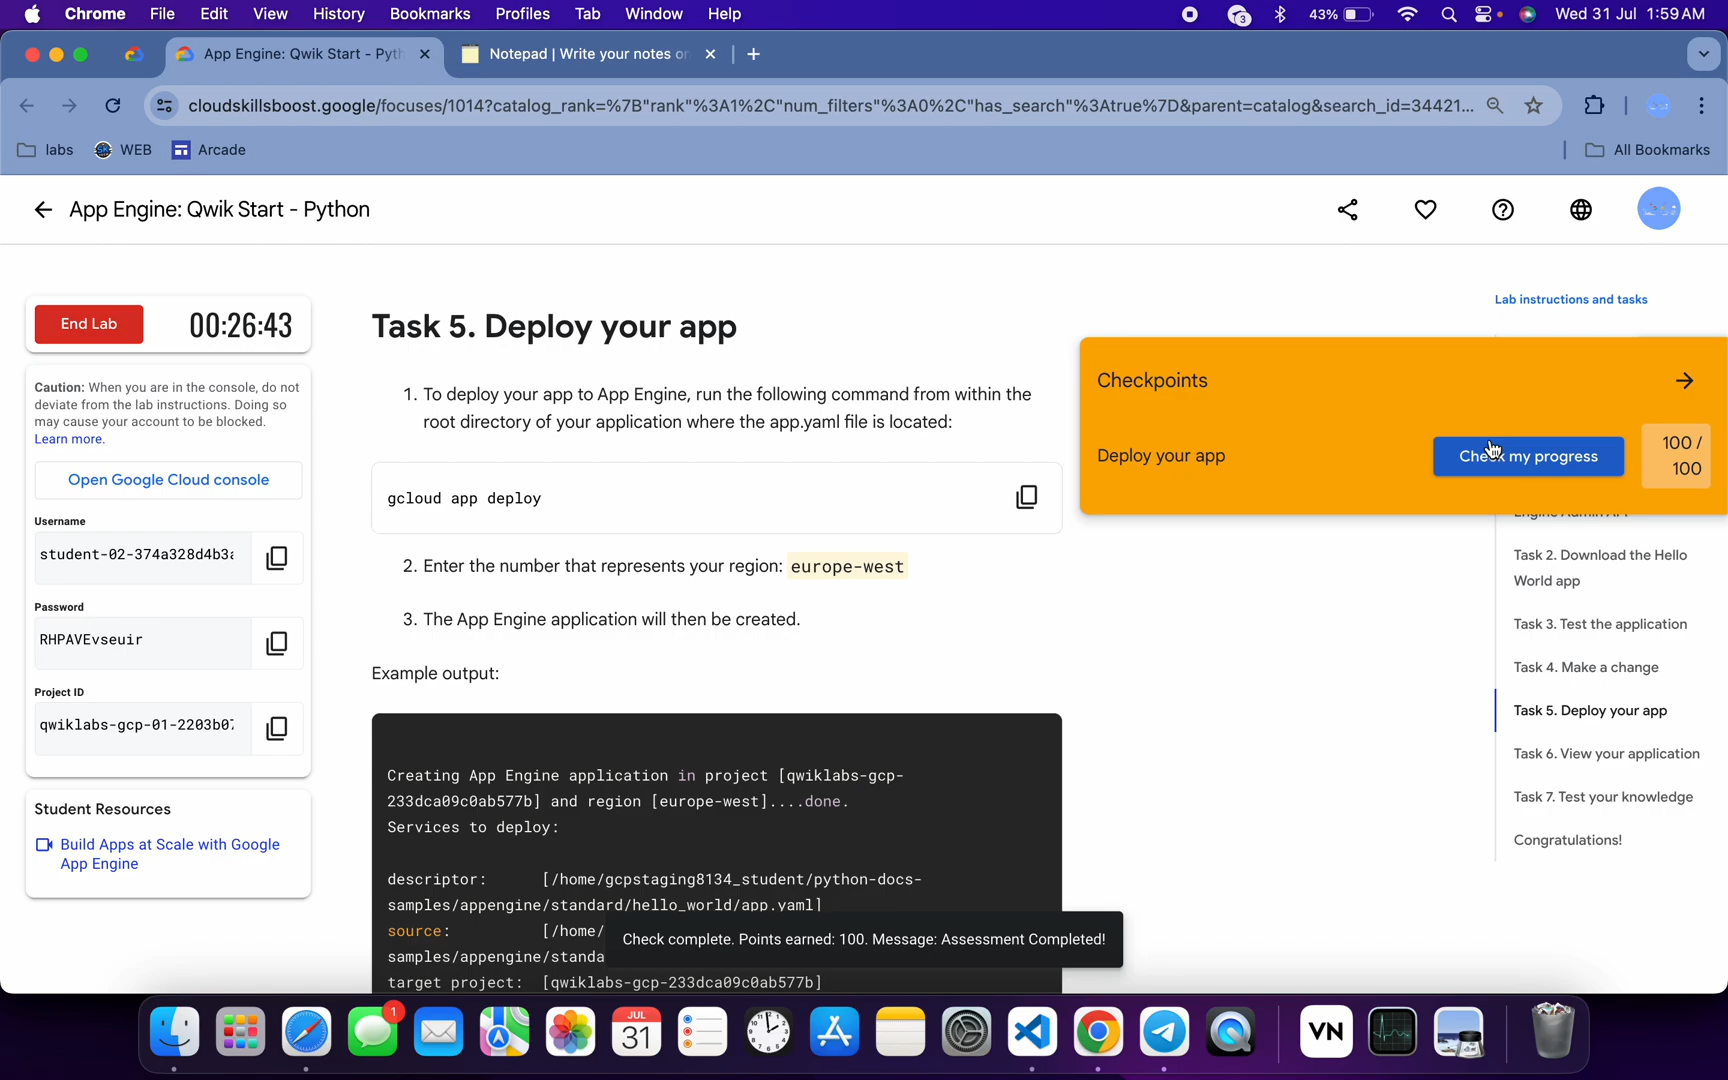 Chrome File Edit View History Bookmarks Profiles Tab Window Help 3 43% Wed 31 Jul 1:59 AM
App Engine: Qwik Start - Pyth
Notepad | Write your notes on
cloudskillsboost.google/focuses/1014?catalog_rank=%7B"rank"%3A1%2C"num_filters"%3A0%2C"has_search"%3Atrue%7D&parent=catalog&search_id=34421...
labs WEB Arcade All Bookmarks
App Engine: Qwik Start - Python
End Lab 00:26:43
Caution: When you are in the console, do not
deviate from the lab instructions. Doing so
may cause your account to be blocked.
Learn more.
Open Google Cloud console
Username
student-02-374a328d4b3
Password
RHPAVEvseuir
Project ID
qwiklabs-gcp-01-2203b07
Student Resources
Build Apps at Scale with Google
App Engine
Task 5. Deploy your app
1. To deploy your app to App Engine, run the following command from within the
root directory of your application where the app.yaml file is located:
gcloud app deploy
2. Enter the number that represents your region: europe-west
3. The App Engine application will then be created.
Example output:
Creating App Engine application in project [qwiklabs-gcp-
233dca09c0ab577b] and region [europe-west]....done.
Services to deploy:
descriptor: [/home/gcpstaging8134_student/python-docs-
samples/appengine/standard/hello_world/app.yaml]
source: [/home/
samples/appengine/standa
target project: [qwiklabs-gcp-233dca09c0ab577b]
Check complete. Points earned: 100. Message: Assessment Completed!
Lab instructions and tasks
Checkpoints
Deploy your app
Check my progress
100 /
100
Task 2. Download the Hello
World app
Task 3. Test the application
Task 4. Make a change
Task 5. Deploy your app
Task 6. View your application
Task 7. Test your knowledge
Congratulations!
1
JUL
31
VN